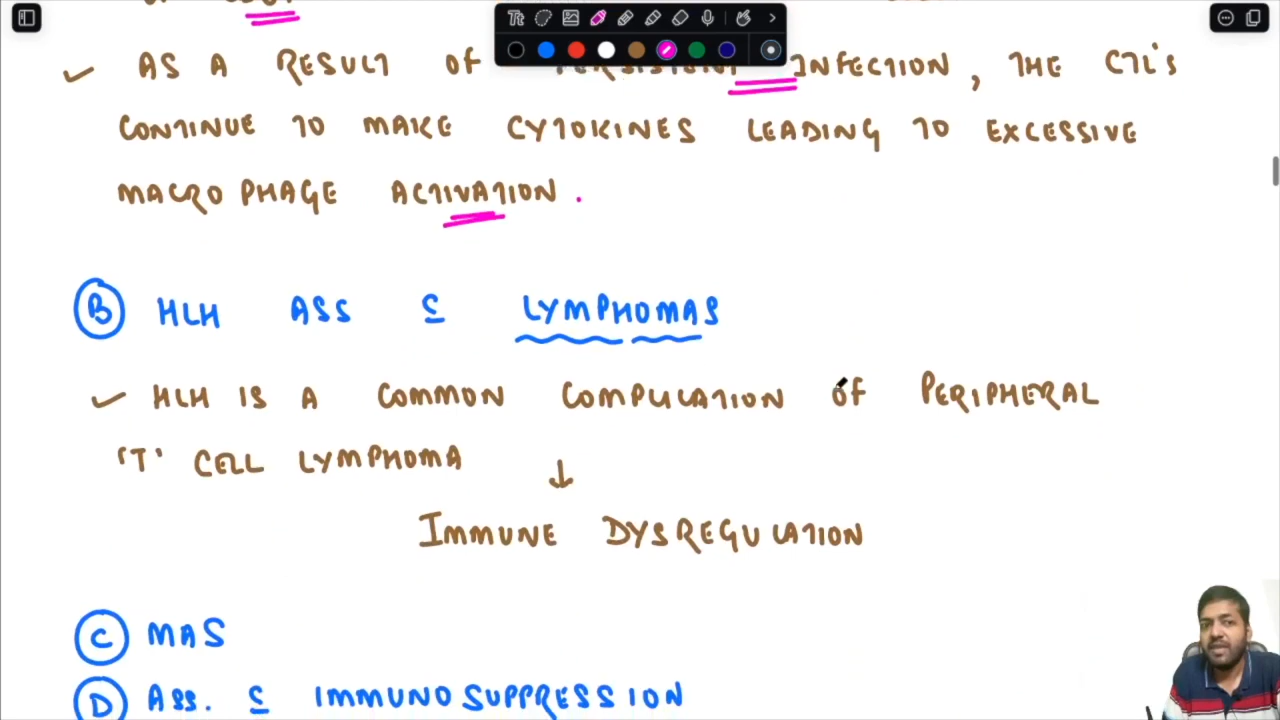 ✓ AS A RESULT OF PERSISTENT INFECTION, THE CTL's
CONTINUE TO MAKE CYTOKINES LEADING TO EXCESSIVE
MACROPHAGE ACTIVATION.
B HLH ASS c̄ LYMPHOMAS
✓ HLH IS A COMMON COMPLICATION OF PERIPHERAL
'T' CELL LYMPHOMA ↓
IMMUNE DYSREGULATION
C MAS
D ASS. c̄ IMMUNOSUPPRESSION